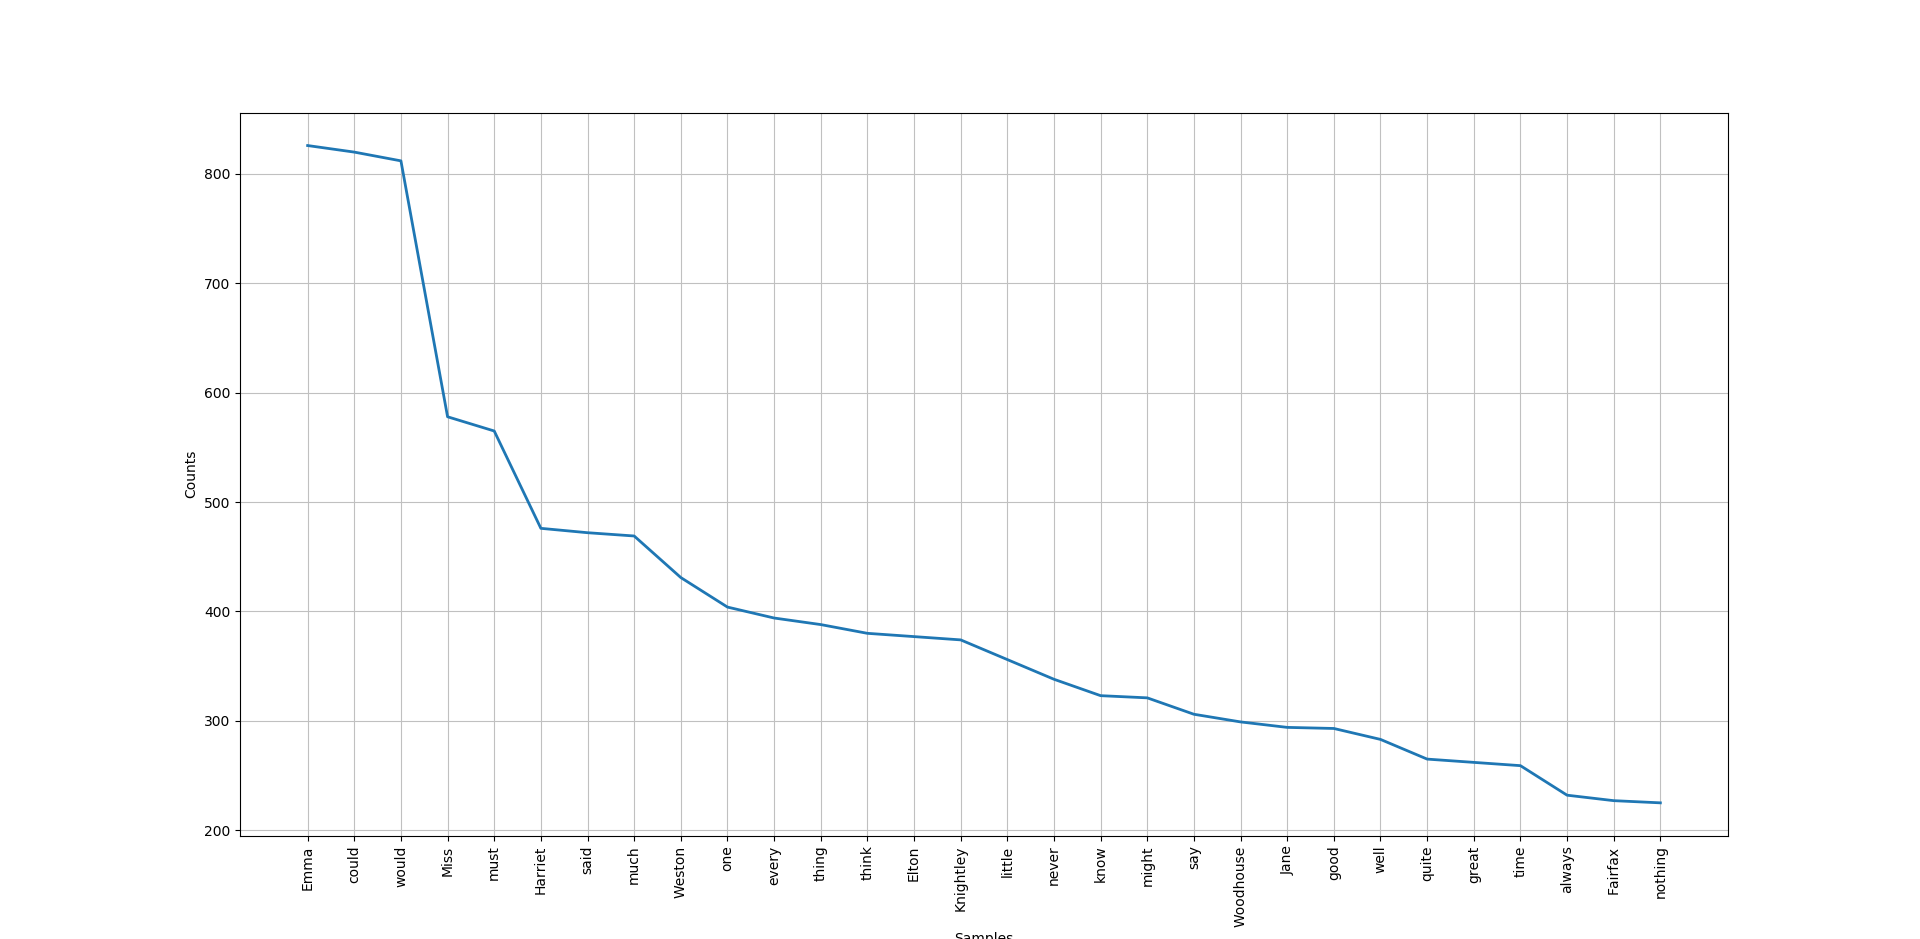 800
700
600
500
400
300
200
Counts
Emma
could
would
Miss
must
Harriet
said
much
Weston
one
every
thing
think
Elton
Knightley
little
never
know
might
say
Woodhouse
Jane
good
well
quite
great
time
always
Fairfax
nothing
Samples